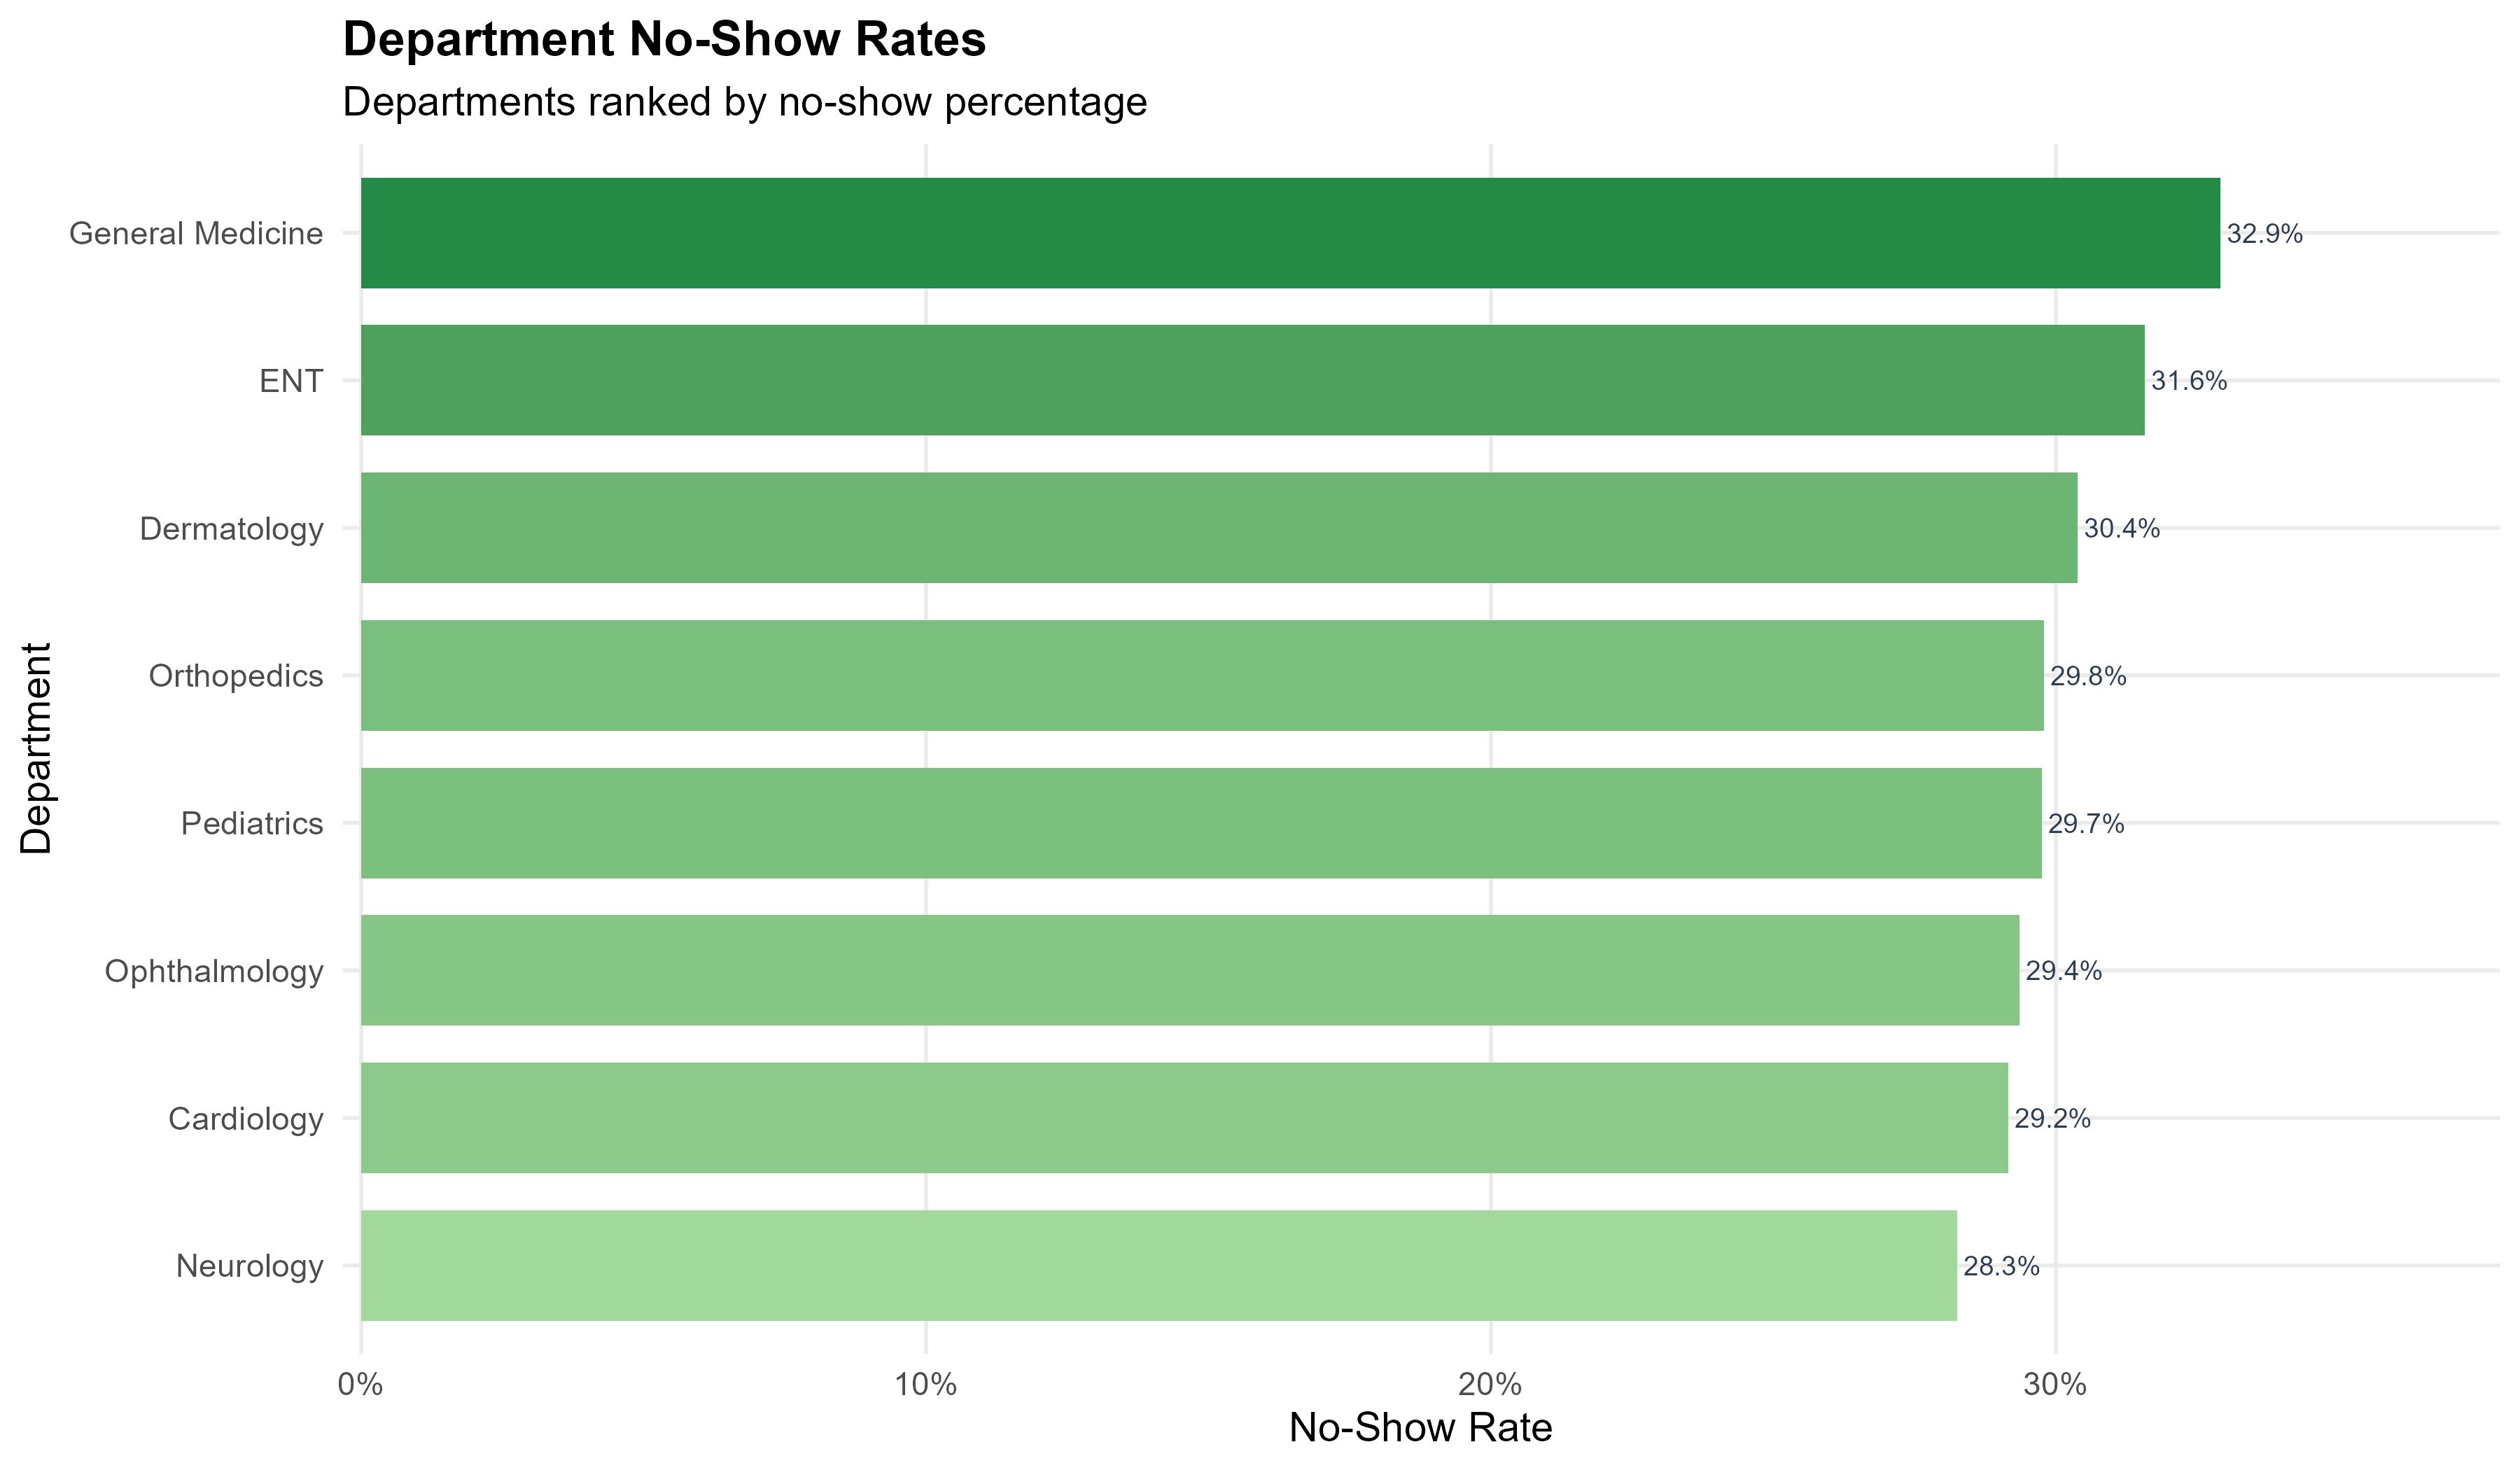 Department No-Show Rates
Departments ranked by no-show percentage
Department
General Medicine 32.9%
ENT 31.6%
Dermatology 30.4%
Orthopedics 29.8%
Pediatrics 29.7%
Ophthalmology 29.4%
Cardiology 29.2%
Neurology 28.3%
0% 10% 20% 30%
No-Show Rate